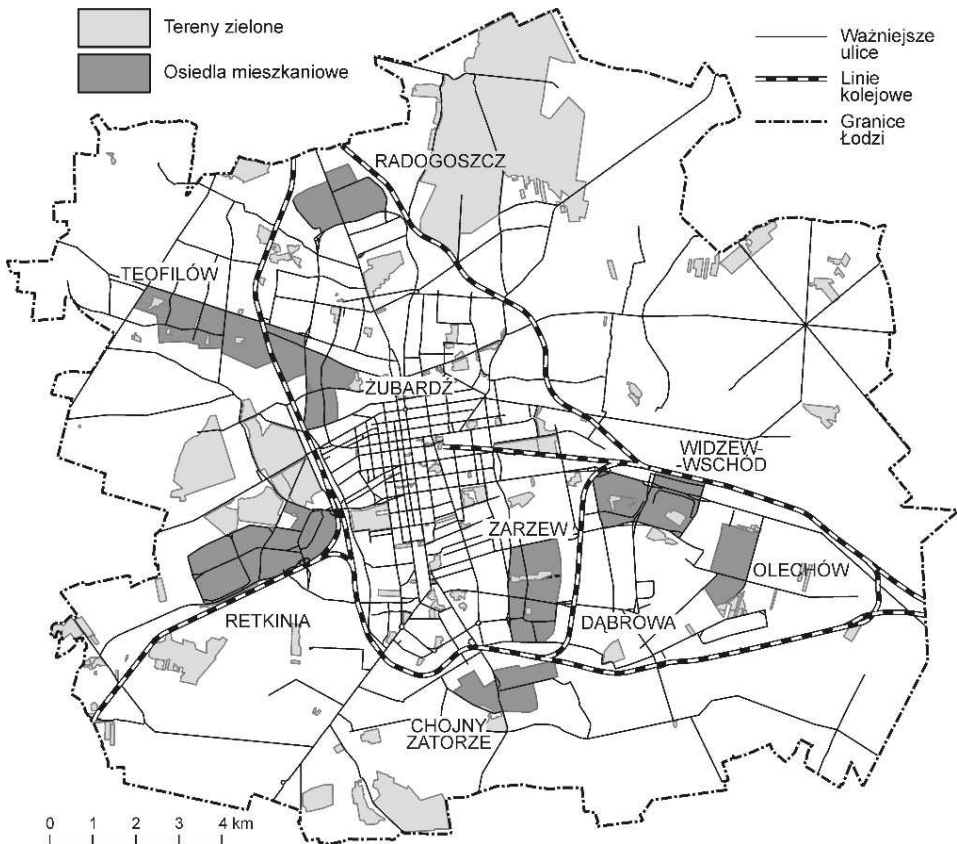 Tereny zielone
Osiedla mieszkaniowe
Ważniejsze
ulice
Linie
kolejowe
Granice
Łodzi
RADOGOSZCZ
TEOFILÓW
ŻUBARDŹ
WIDZEW-
-WSCHÓD
ZARZEW
OLECHÓW
RETKINIA
DĄBROWA
CHOJNY
ZATORZE
0 1 2 3 4 km